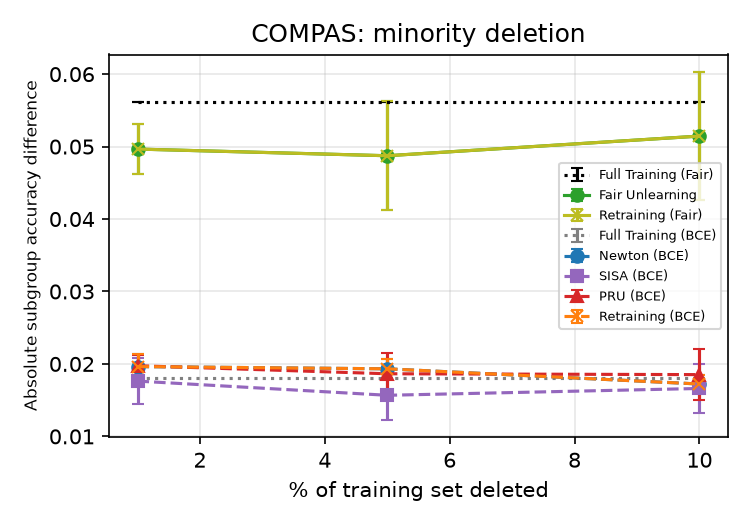 COMPAS: minority deletion
Absolute subgroup accuracy difference
0.06
0.05
0.04
0.03
0.02
0.01
Full Training (Fair)
Fair Unlearning
Retraining (Fair)
Full Training (BCE)
Newton (BCE)
SISA (BCE)
PRU (BCE)
Retraining (BCE)
2
4
6
8
10
% of training set deleted